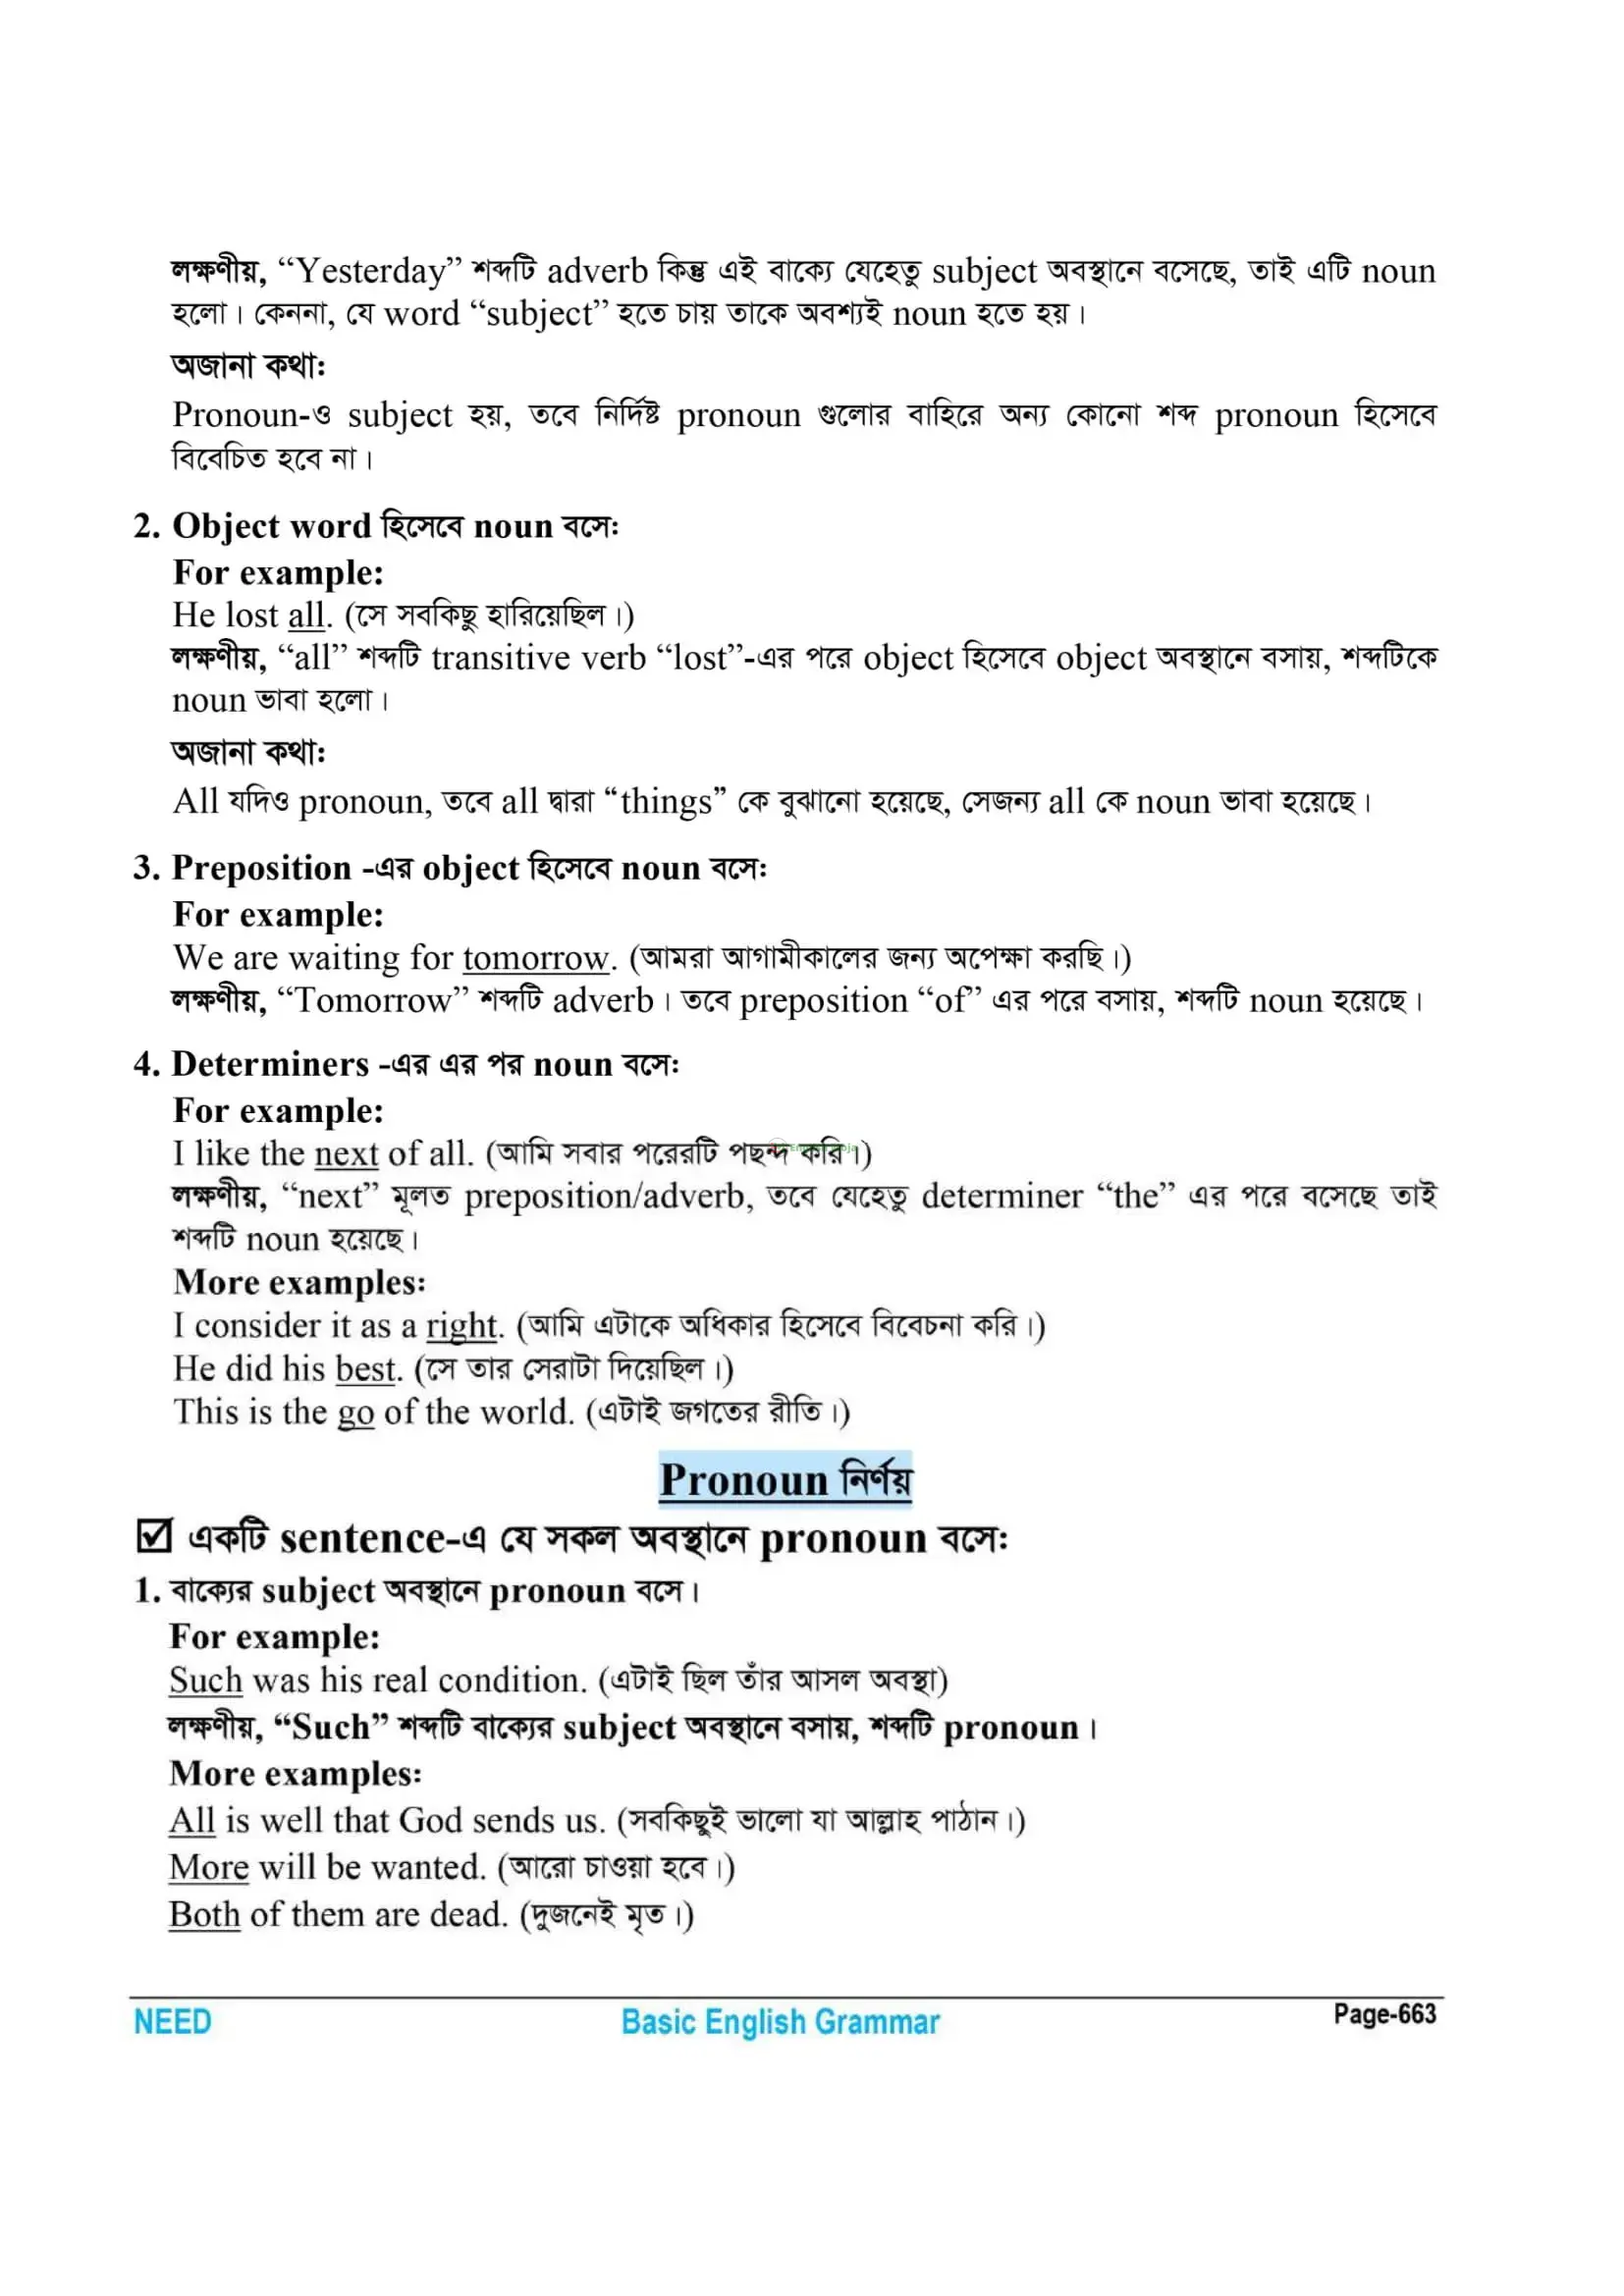 লক্ষণীয়, “Yesterday” শব্দটি adverb কিন্তু এই বাক্যে যেহেতু subject অবস্থানে বসেছে, তাই এটি noun
হলো। কেননা, যে word “subject” হতে চায় তাকে অবশ্যই noun হতে হয়।
অজানা কথাঃ
Pronoun-ও subject হয়, তবে নির্দিষ্ট pronoun গুলোর বাহিরে অন্য কোনো শব্দ pronoun হিসেবে
বিবেচিত হবে না।
2. Object word হিসেবে noun বসেঃ
For example:
He lost all. (সে সবকিছু হারিয়েছিল।)
লক্ষণীয়, “all” শব্দটি transitive verb “lost”-এর পরে object হিসেবে object অবস্থানে বসায়, শব্দটিকে
noun ভাবা হলো।
অজানা কথাঃ
All যদিও pronoun, তবে all দ্বারা “things” কে বুঝানো হয়েছে, সেজন্য all কে noun ভাবা হয়েছে।
3. Preposition -এর object হিসেবে noun বসেঃ
For example:
We are waiting for tomorrow. (আমরা আগামীকালের জন্য অপেক্ষা করছি।)
লক্ষণীয়, “Tomorrow” শব্দটি adverb। তবে preposition “of” এর পরে বসায়, শব্দটি noun হয়েছে।
4. Determiners -এর এর পর noun বসেঃ
For example:
I like the next of all. (আমি সবার পরেরটি পছন্দ করি।)
লক্ষণীয়, “next” মূলত preposition/adverb, তবে যেহেতু determiner “the” এর পরে বসেছে তাই
শব্দটি noun হয়েছে।
More examples:
I consider it as a right. (আমি এটাকে অধিকার হিসেবে বিবেচনা করি।)
He did his best. (সে তার সেরাটা দিয়েছিল।)
This is the go of the world. (এটাই জগতের রীতি।)
Pronoun নির্ণয়
☑ একটি sentence-এ যে সকল অবস্থানে pronoun বসেঃ
1. বাক্যের subject অবস্থানে pronoun বসে।
For example:
Such was his real condition. (এটাই ছিল তাঁর আসল অবস্থা)
লক্ষণীয়, “Such” শব্দটি বাক্যের subject অবস্থানে বসায়, শব্দটি pronoun।
More examples:
All is well that God sends us. (সবকিছুই ভালো যা আল্লাহ পাঠান।)
More will be wanted. (আরো চাওয়া হবে।)
Both of them are dead. (দুজনেই মৃত।)
NEED Basic English Grammar Page-663